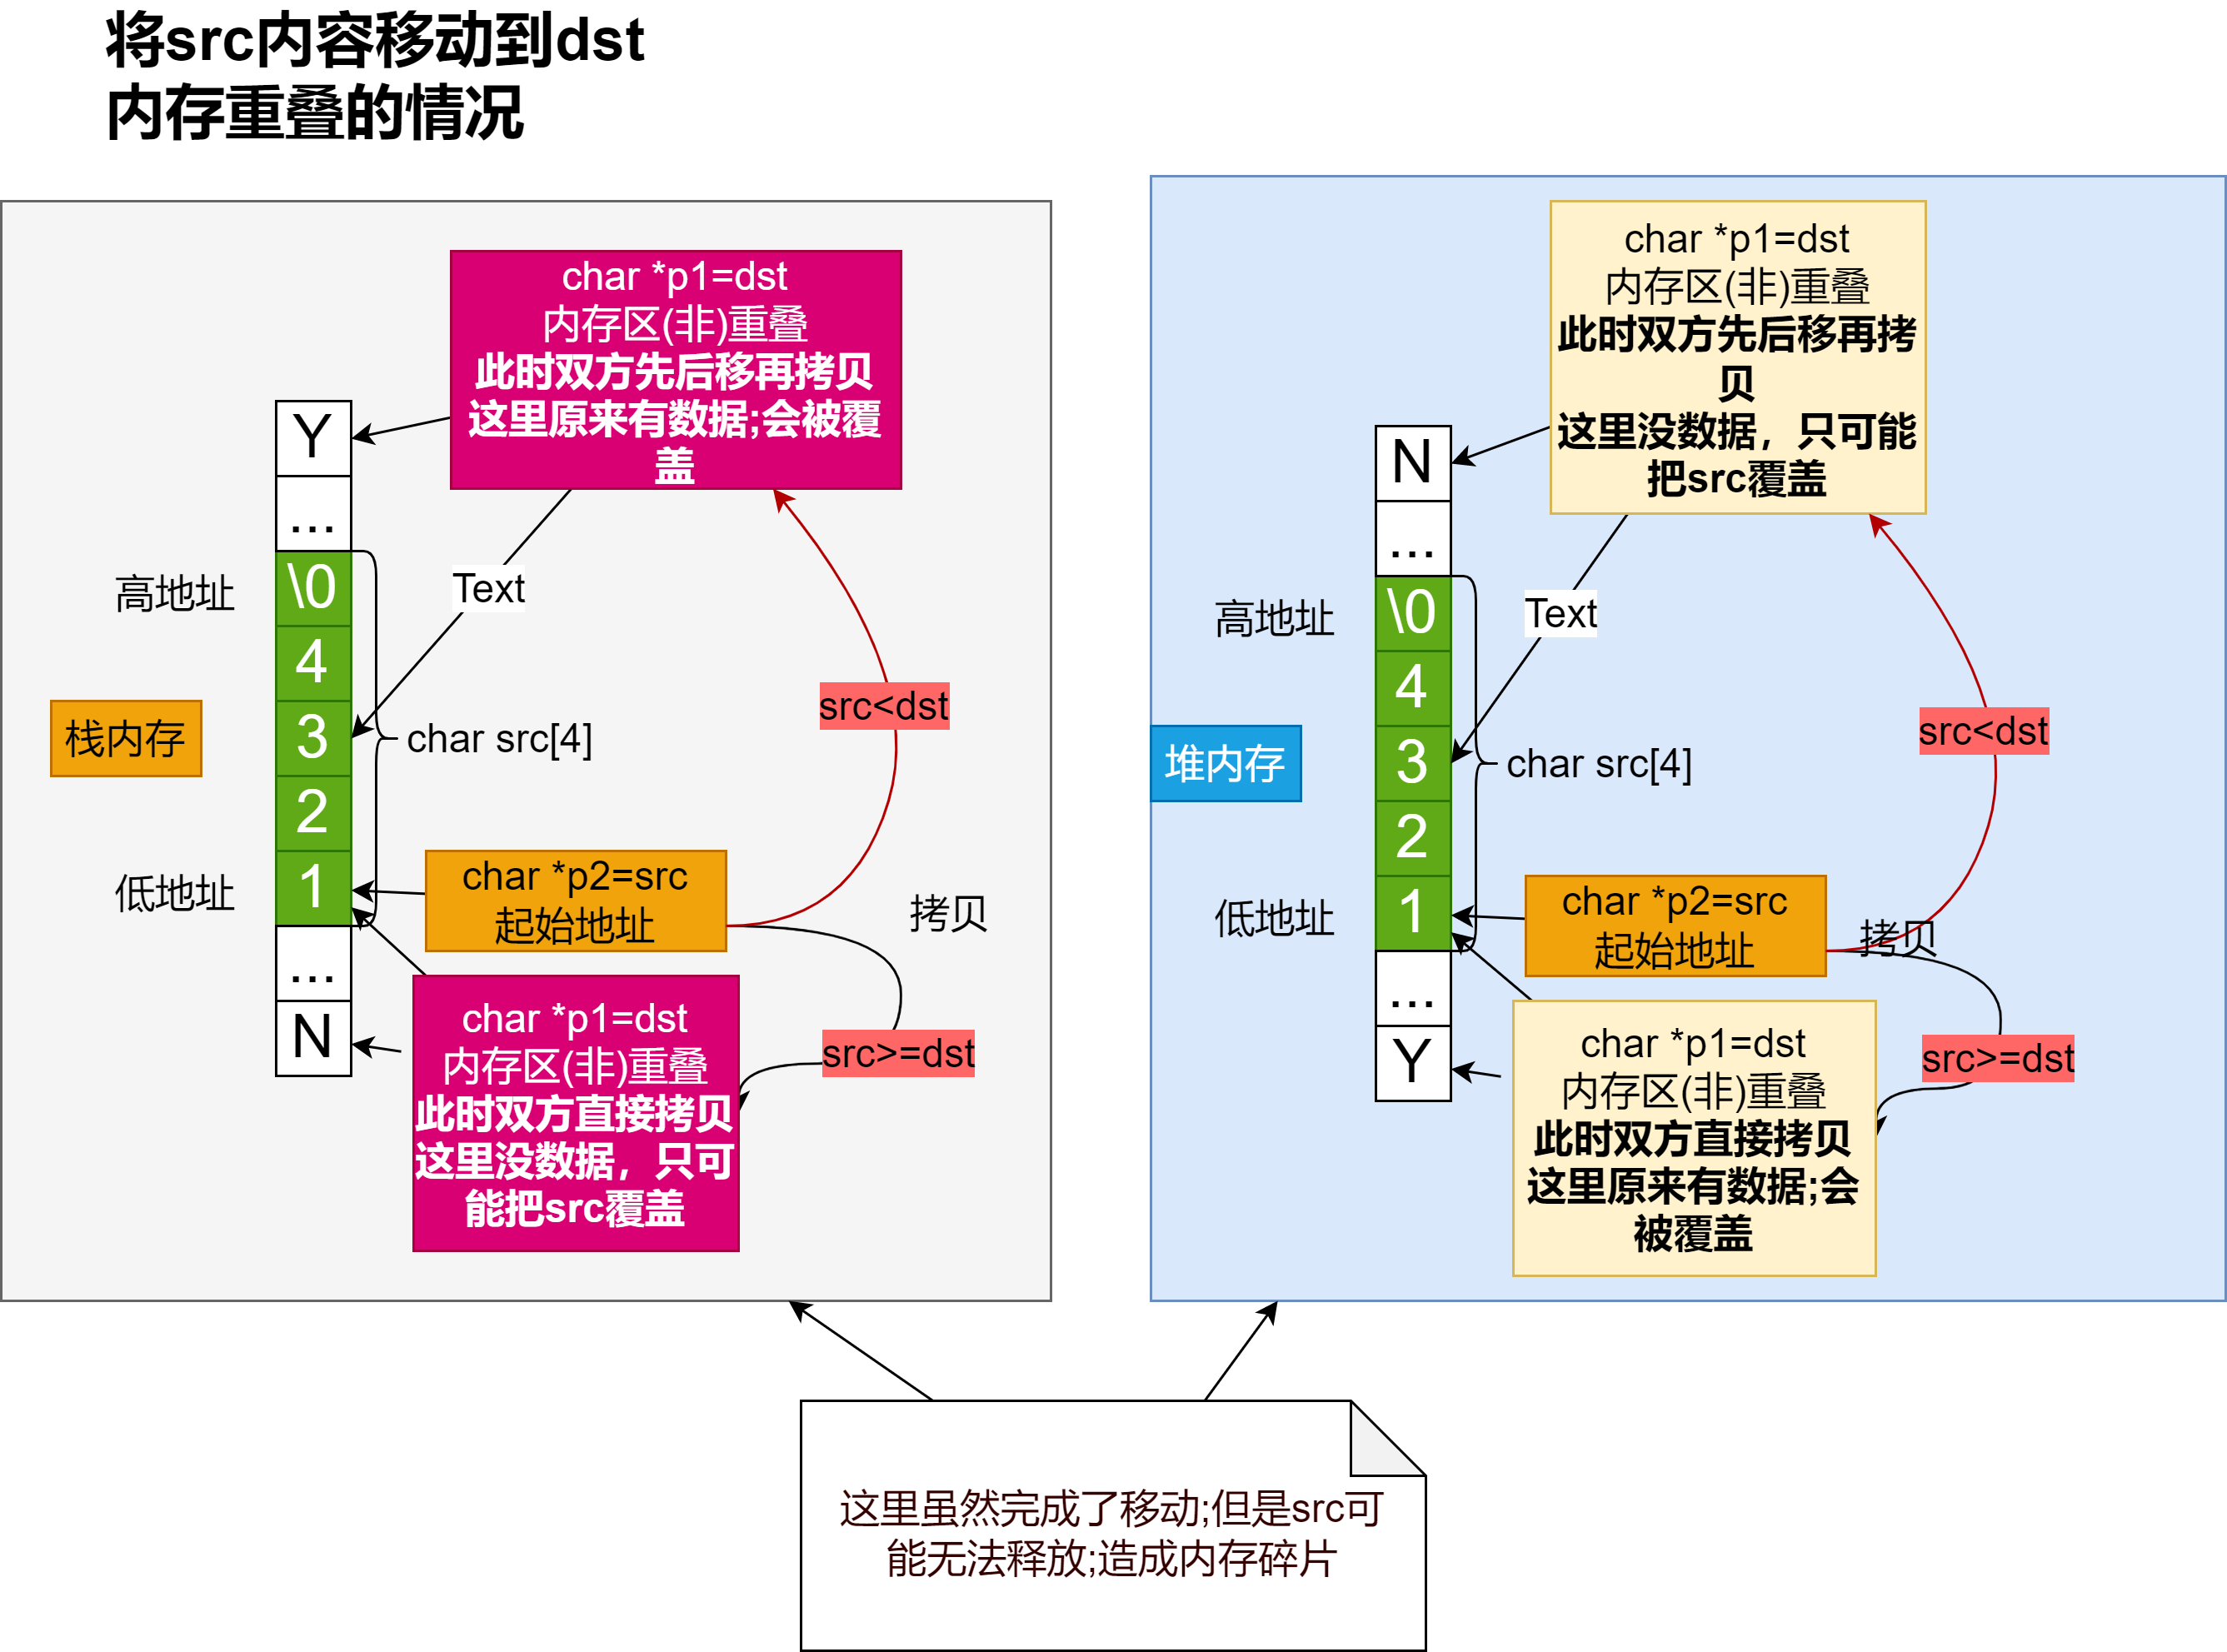 将src内容移动到dst
内存重叠的情况
char *p1=dst
内存区(非)重叠
此时双方先后移再拷贝
这里原来有数据;会被覆
盖
Y
...
\0
4
3
2
1
...
N
高地址
低地址
栈内存
Text
char src[4]
src<dst
char *p2=src
起始地址
拷贝
src>=dst
char *p1=dst
内存区(非)重叠
此时双方直接拷贝
这里没数据，只可
能把src覆盖
char *p1=dst
内存区(非)重叠
此时双方先后移再拷
贝
这里没数据，只可能
把src覆盖
N
...
\0
4
3
2
1
...
Y
高地址
低地址
堆内存
Text
char src[4]
src<dst
char *p2=src
起始地址
拷贝
src>=dst
char *p1=dst
内存区(非)重叠
此时双方直接拷贝
这里原来有数据;会
被覆盖
这里虽然完成了移动;但是src可
能无法释放;造成内存碎片